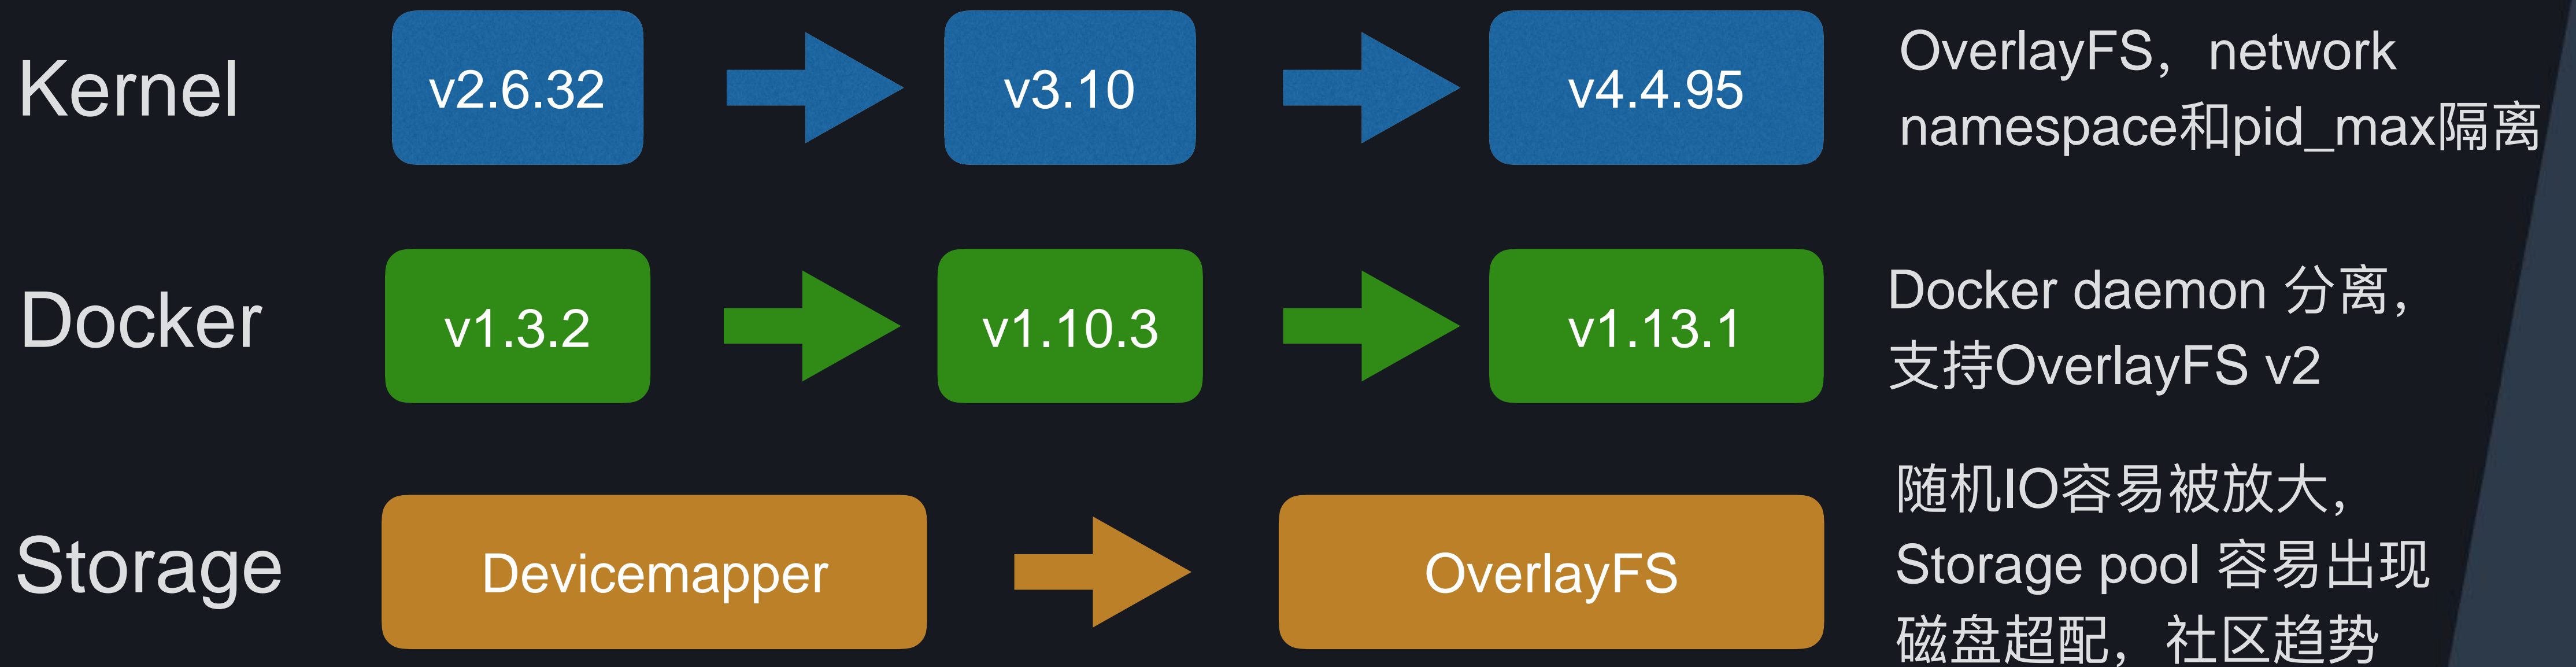 Kernel
v2.6.32
v3.10
v4.4.95
OverlayFS，network
namespace和pid_max隔离
Docker
v1.3.2
v1.10.3
v1.13.1
Docker daemon 分离，
支持OverlayFS v2
Storage
Devicemapper
OverlayFS
随机IO容易被放大，
Storage pool 容易出现
磁盘超配，社区趋势